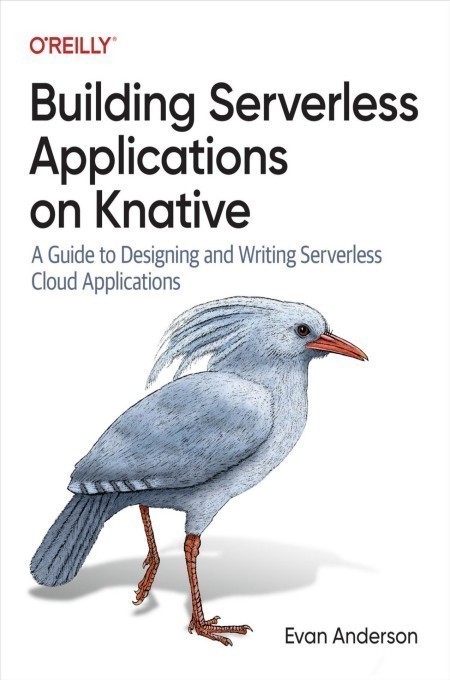 O'REILLY®
Building Serverless
Applications
on Knative
A Guide to Designing and Writing Serverless
Cloud Applications
Evan Anderson